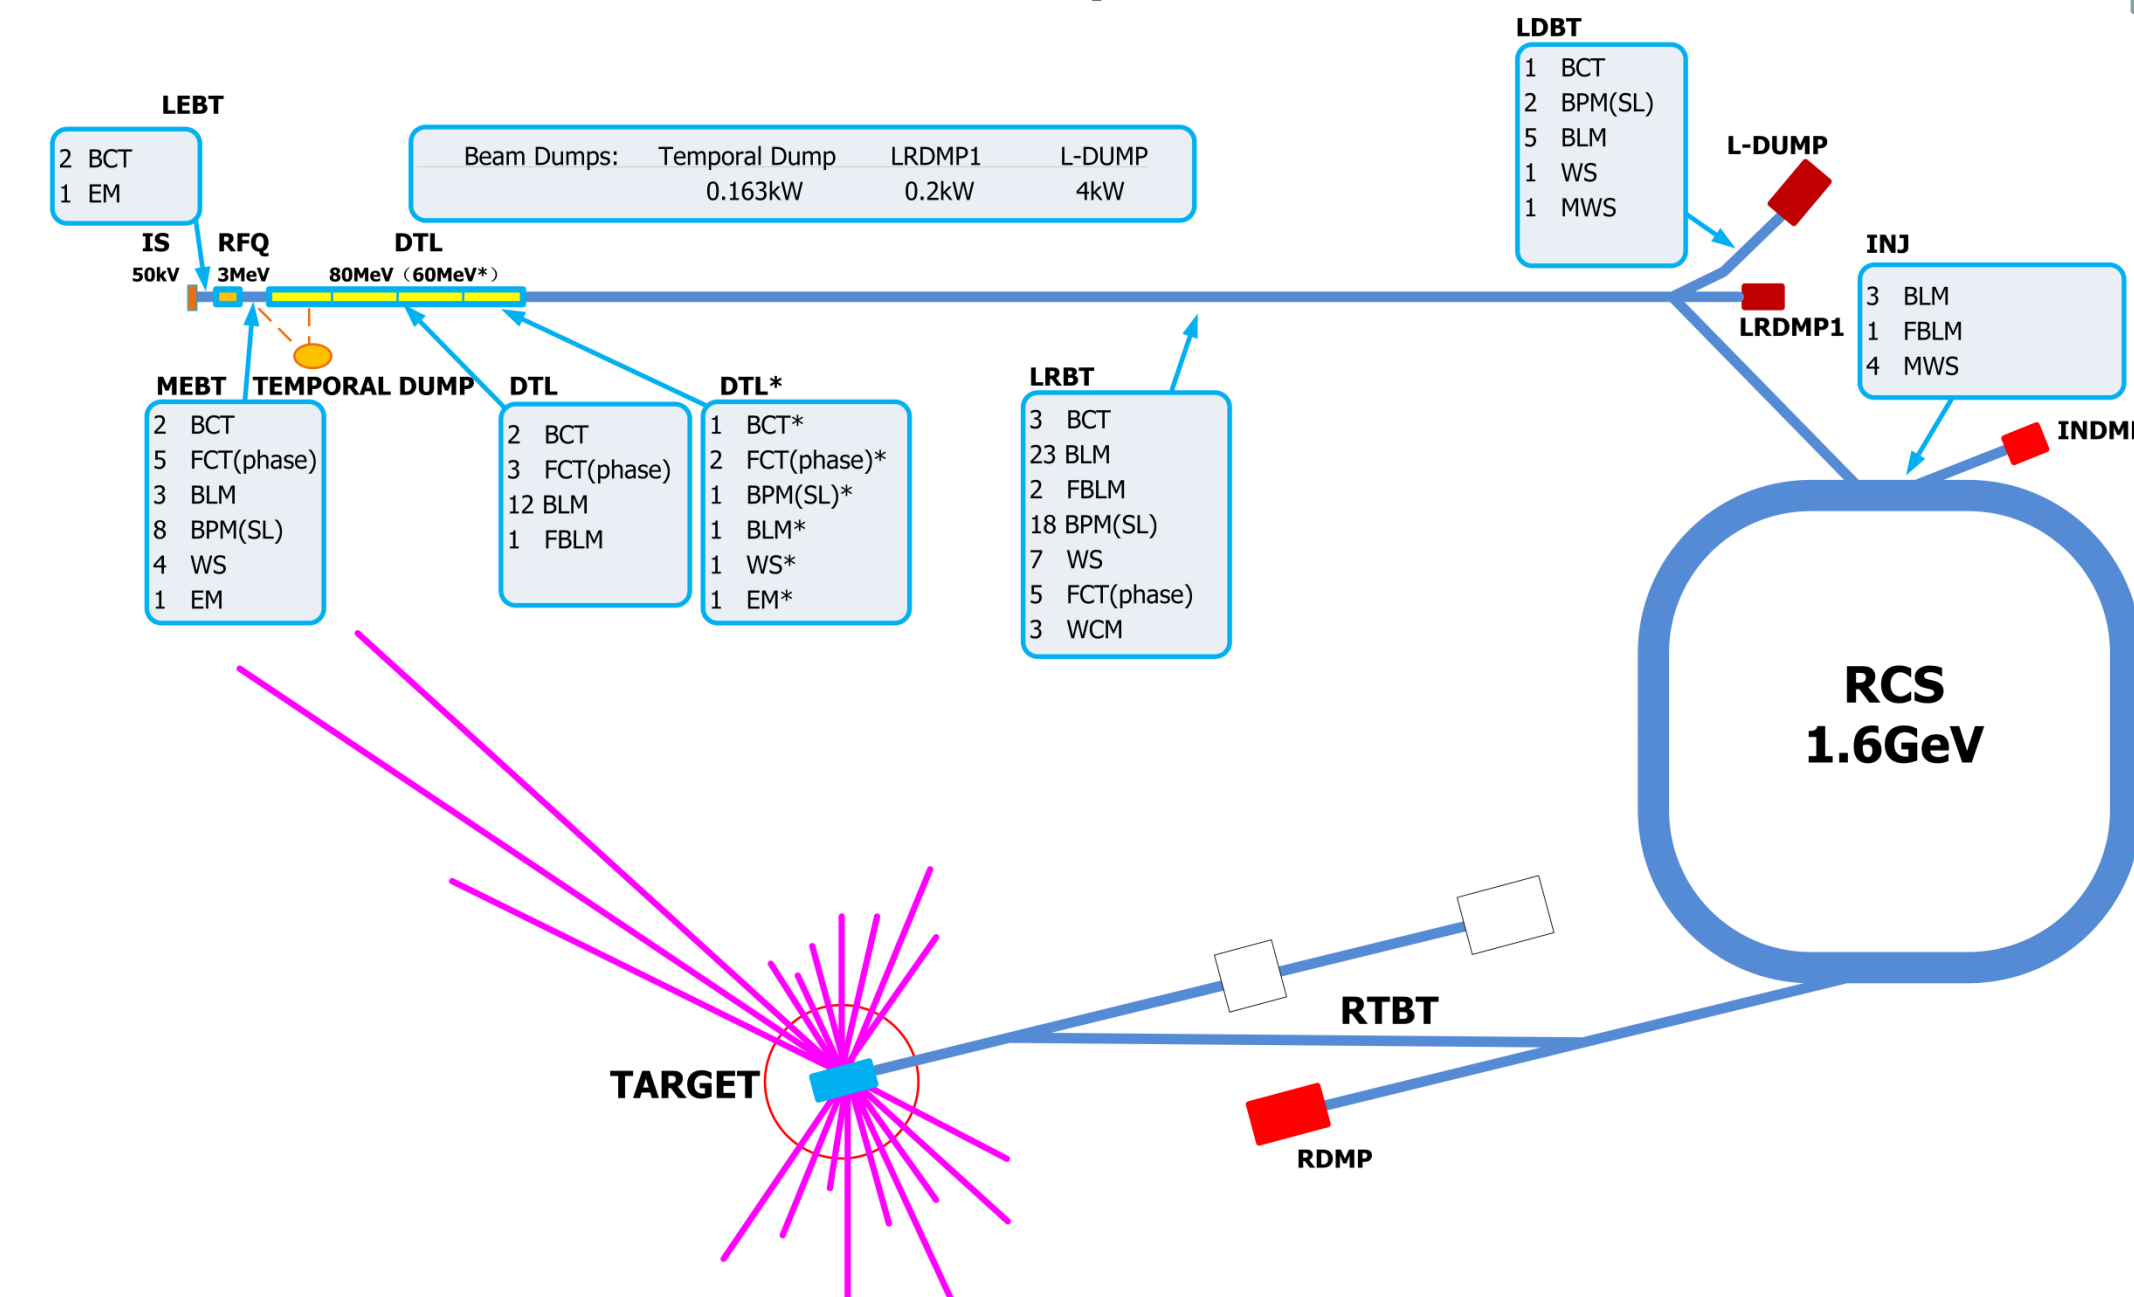 LDBT
1 BCT
2 BPM(SL)
5 BLM
1 WS
1 MWS
LEBT
2 BCT
1 EM
Beam Dumps: Temporal Dump LRDMP1 L-DUMP
0.163kW 0.2kW 4kW
L-DUMP
IS RFQ DTL
50kV 3MeV 80MeV（60MeV*）
INJ
3 BLM
1 FBLM
4 MWS
LRDMP1
MEBT
2 BCT
5 FCT(phase)
3 BLM
8 BPM(SL)
4 WS
1 EM
TEMPORAL DUMP
DTL
2 BCT
3 FCT(phase)
12 BLM
1 FBLM
DTL*
1 BCT*
2 FCT(phase)*
1 BPM(SL)*
1 BLM*
1 WS*
1 EM*
LRBT
3 BCT
23 BLM
2 FBLM
18 BPM(SL)
7 WS
5 FCT(phase)
3 WCM
RCS
1.6GeV
RTBT
TARGET
RDMP